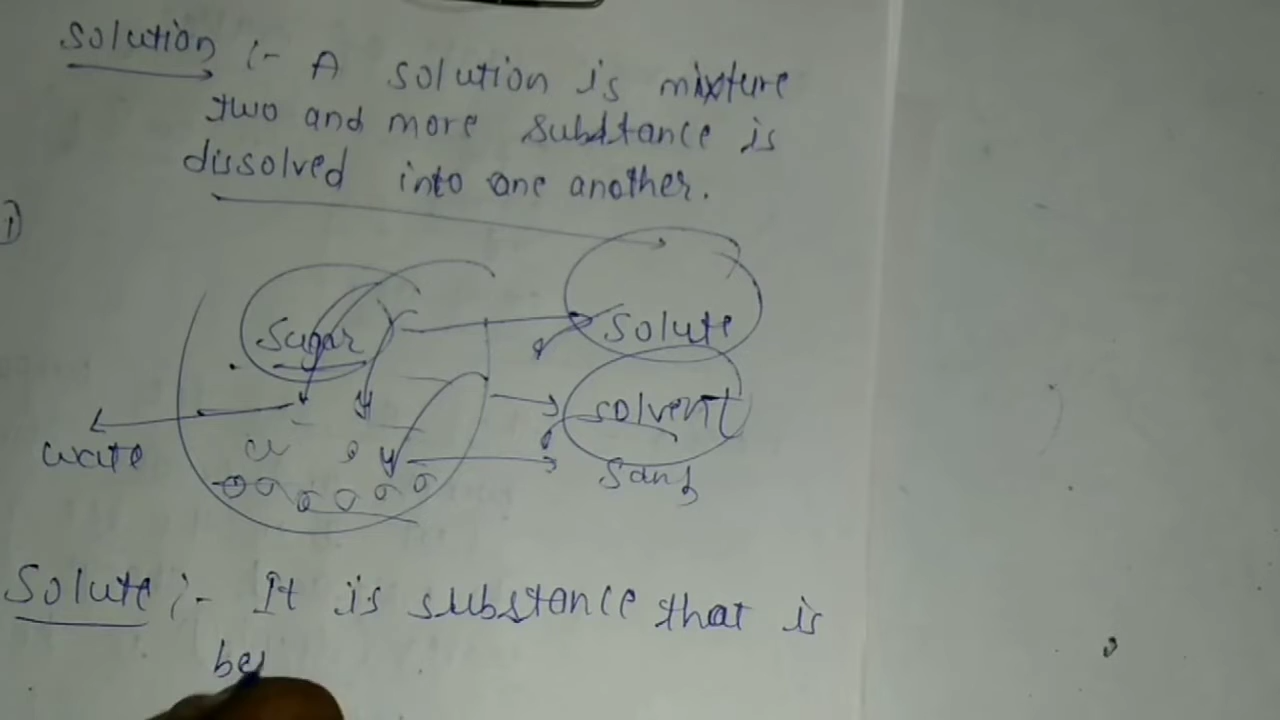 Solution :- A solution is mixture
two and more substance is
dissolved into one another.
1)
Sugar
Solute
solvent
Sand
Solute :- It is substance that is
be